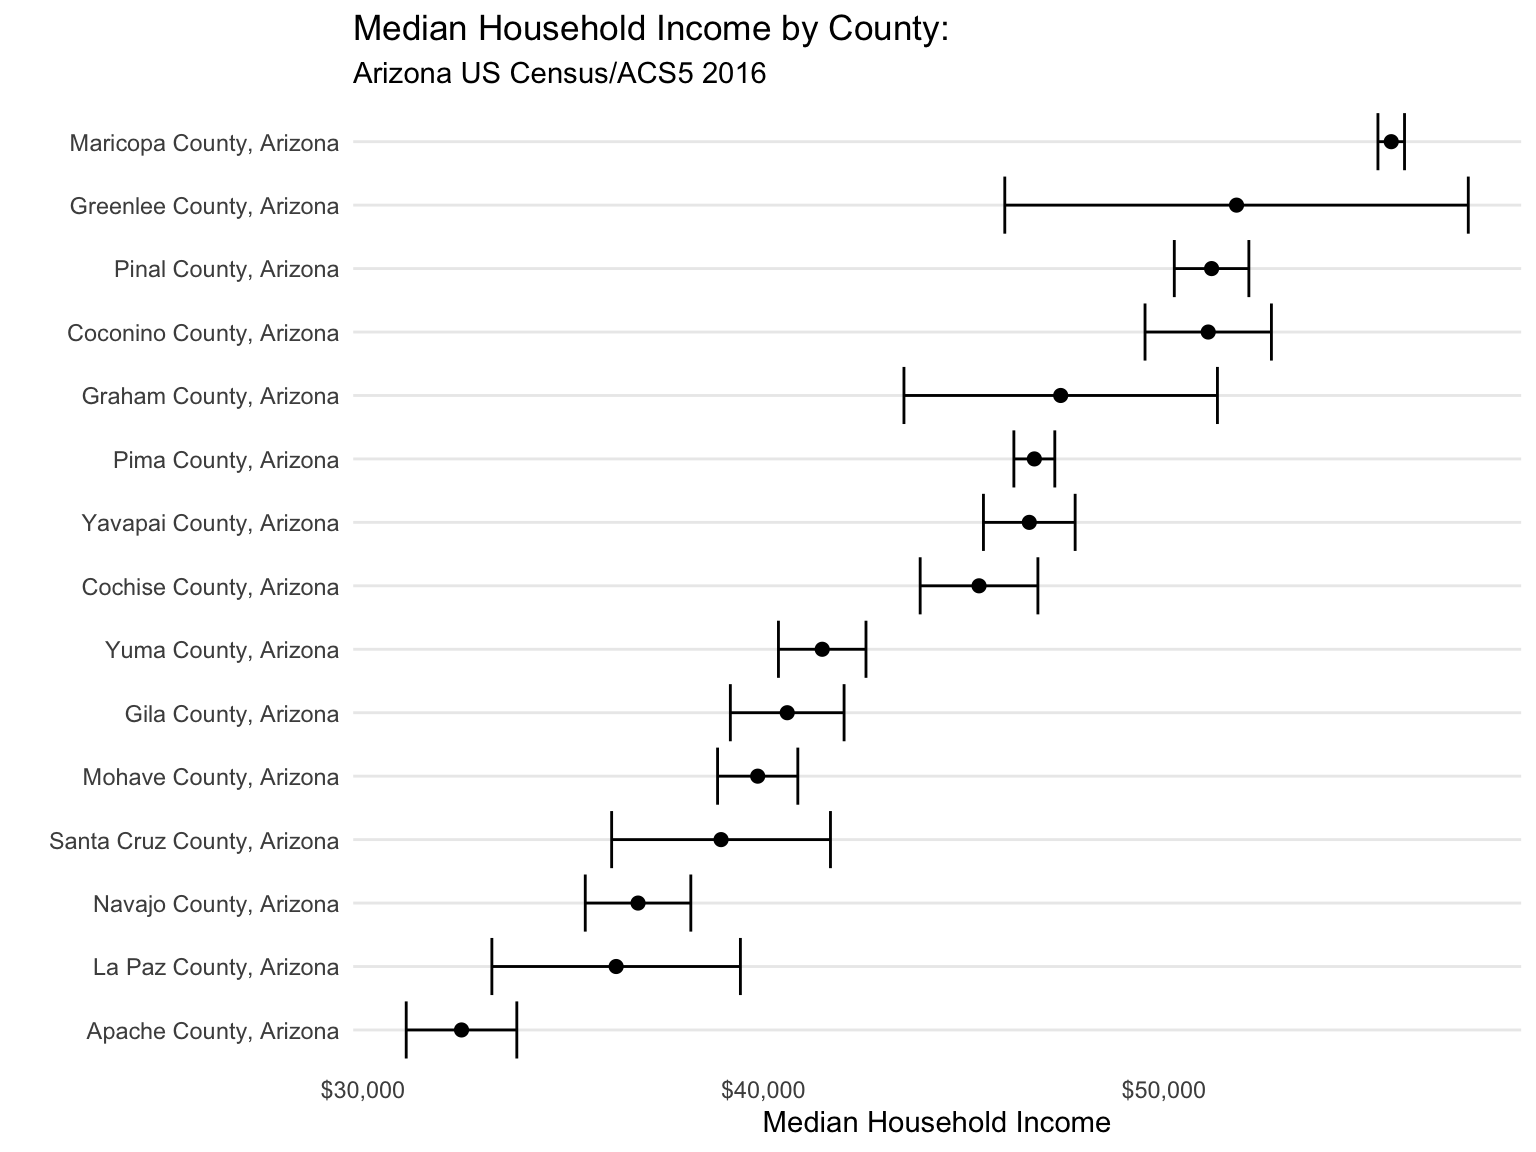 Median Household Income by County:
Arizona US Census/ACS5 2016
Maricopa County, Arizona
Greenlee County, Arizona
Pinal County, Arizona
Coconino County, Arizona
Graham County, Arizona
Pima County, Arizona
Yavapai County, Arizona
Cochise County, Arizona
Yuma County, Arizona
Gila County, Arizona
Mohave County, Arizona
Santa Cruz County, Arizona
Navajo County, Arizona
La Paz County, Arizona
Apache County, Arizona
$30,000 $40,000 $50,000
Median Household Income